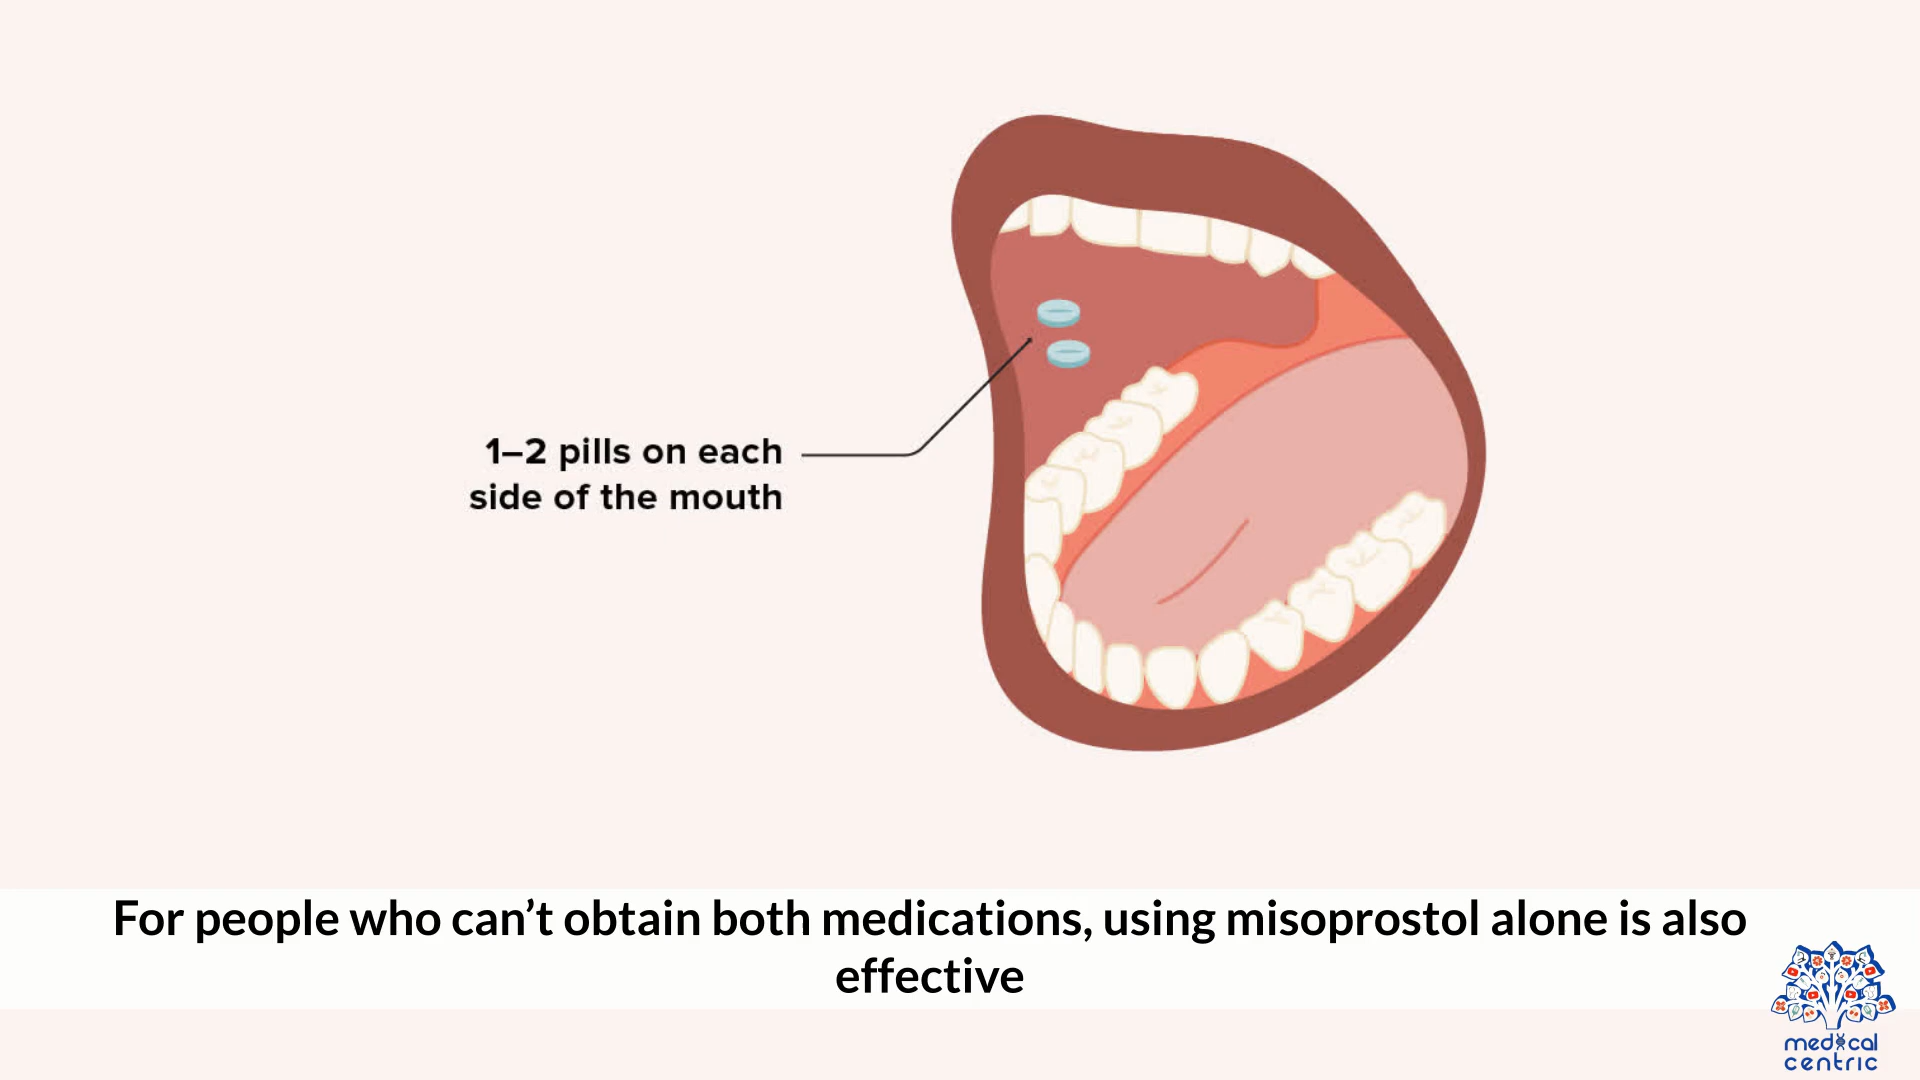 1–2 pills on each
side of the mouth
For people who can’t obtain both medications, using misoprostol alone is also
effective
medical
centric